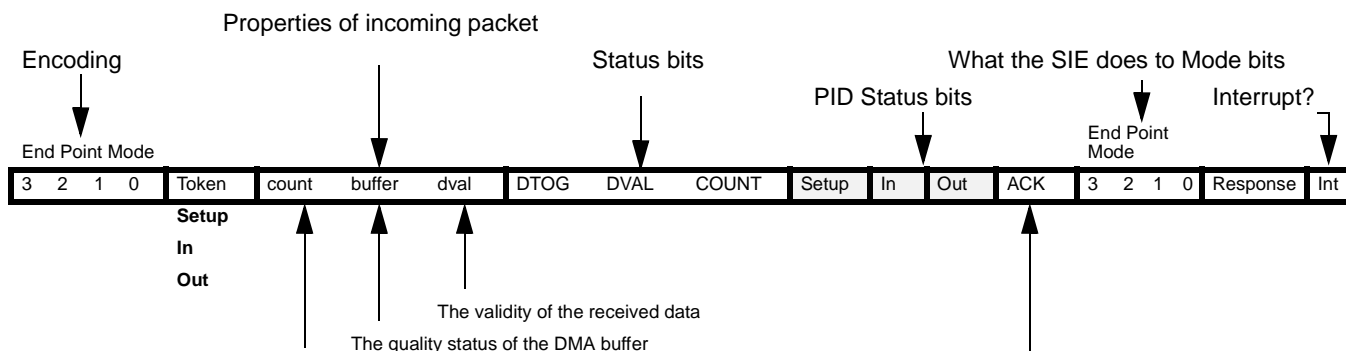 Properties of incoming packet
Encoding
Status bits
What the SIE does to Mode bits
PID Status bits
Interrupt?
End Point Mode
End Point
Mode
3 2 1 0 Token count buffer dval DTOG DVAL COUNT Setup In Out ACK 3 2 1 0 Response Int
Setup
In
Out
The validity of the received data
The quality status of the DMA buffer